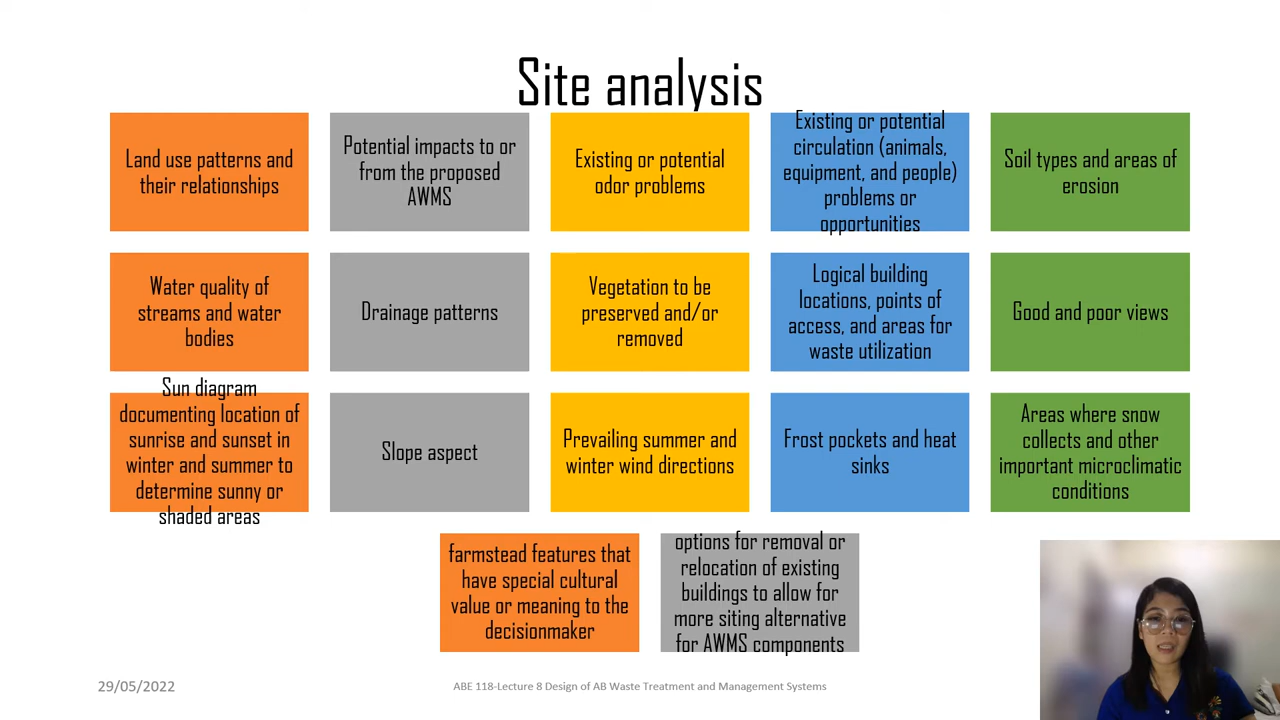 Site analysis
Land use patterns and
their relationships
Potential impacts to or
from the proposed
AWMS
Existing or potential
odor problems
Existing or potential
circulation (animals,
equipment, and people)
problems or
opportunities
Soil types and areas of
erosion
Water quality of
streams and water
bodies
Drainage patterns
Vegetation to be
preserved and/or
removed
Logical building
locations, points of
access, and areas for
waste utilization
Good and poor views
Sun diagram
documenting location of
sunrise and sunset in
winter and summer to
determine sunny or
shaded areas
Slope aspect
Prevailing summer and
winter wind directions
Frost pockets and heat
sinks
Areas where snow
collects and other
important microclimatic
conditions
farmstead features that
have special cultural
value or meaning to the
decisionmaker
options for removal or
relocation of existing
buildings to allow for
more siting alternative
for AWMS components
29/05/2022
ABE 118-Lecture 8 Design of AB Waste Treatment and Management Systems